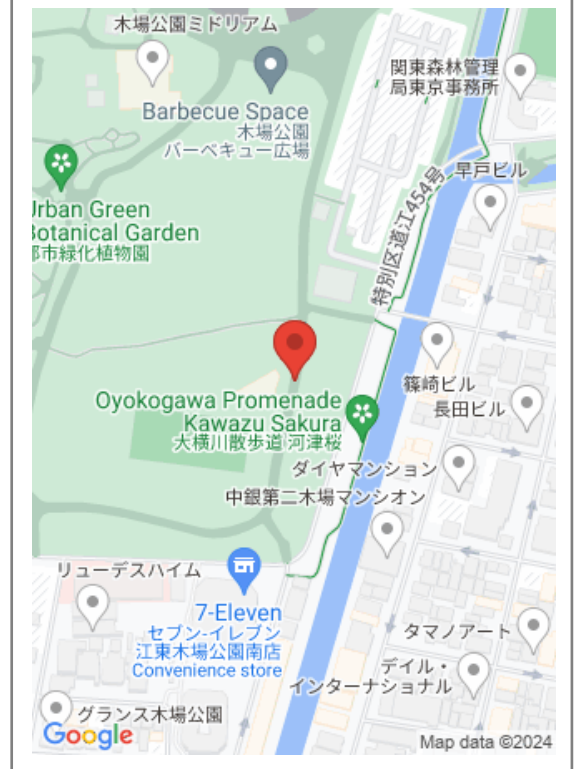 木場公園ミドリアム
関東森林管理
局東京事務所
Barbecue Space
木場公園
バーベキュー広場
早戸ビル
特別区道江454号
Urban Green
Botanical Garden
都市緑化植物園
篠崎ビル
Oyokogawa Promenade
Kawazu Sakura
大横川散歩道 河津桜
長田ビル
ダイヤマンション
中銀第二木場マンシオン
リューデスハイム
7-Eleven
セブン-イレブン
江東木場公園南店
Convenience store
タマノアート
デイル・
インターナショナル
グランス木場公園
Google
Map data ©2024